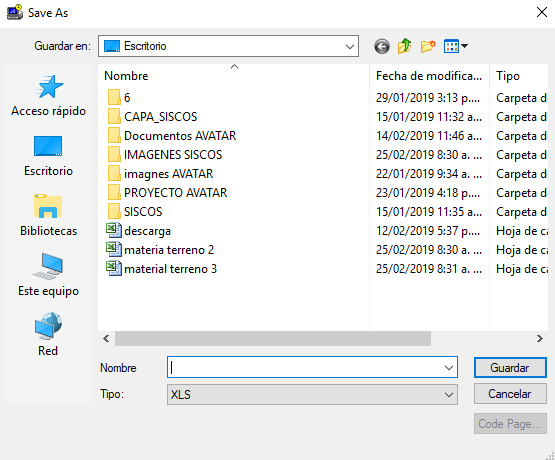 Save As
Guardar en: Escritorio
Nombre Fecha de modifica... Tipo
6 29/01/2019 3:13 p.... Carpeta d
CAPA_SISCOS 15/01/2019 11:32 a... Carpeta d
Documentos AVATAR 14/02/2019 11:46 a... Carpeta d
IMAGENES SISCOS 25/02/2019 8:30 a. ... Carpeta d
imagnes AVATAR 22/01/2019 9:34 a. ... Carpeta d
PROYECTO AVATAR 23/01/2019 4:18 p.... Carpeta d
SISCOS 15/01/2019 11:35 a... Carpeta d
descarga 12/02/2019 5:37 p.... Hoja de c
materia terreno 2 25/02/2019 8:30 a. ... Hoja de c
material terreno 3 25/02/2019 8:31 a. ... Hoja de c
Acceso rápido
Escritorio
Bibliotecas
Este equipo
Red
Nombre Guardar
Tipo: XLS Cancelar
Code Page...